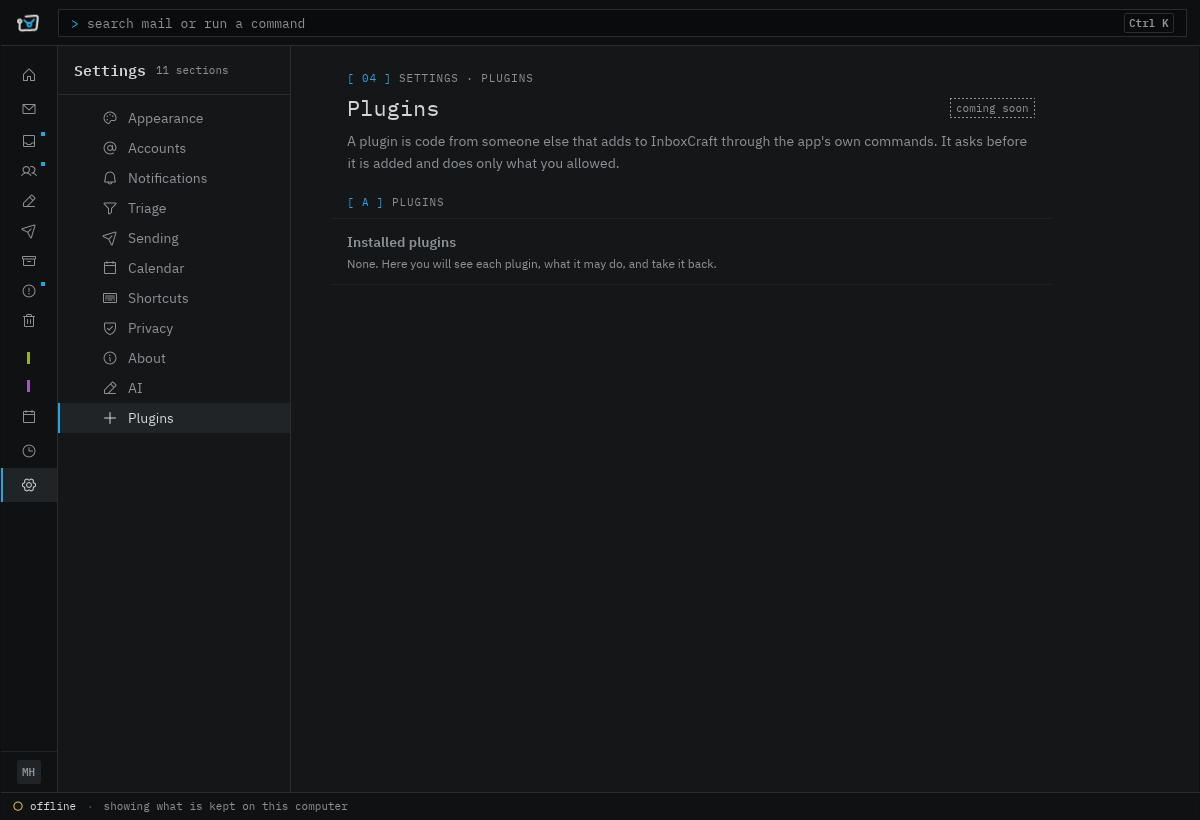 > search mail or run a command
Ctrl K
Settings 11 sections
Appearance
Accounts
Notifications
Triage
Sending
Calendar
Shortcuts
Privacy
About
AI
Plugins
[ 04 ] SETTINGS · PLUGINS
Plugins
coming soon
A plugin is code from someone else that adds to InboxCraft through the app's own commands. It asks before
it is added and does only what you allowed.
[ A ] PLUGINS
Installed plugins
None. Here you will see each plugin, what it may do, and take it back.
MH
offline · showing what is kept on this computer